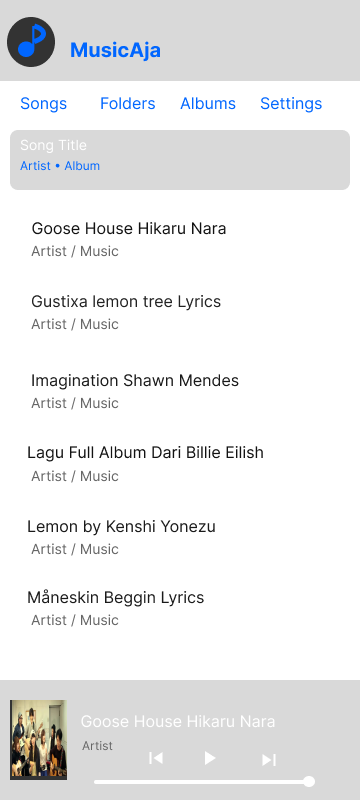 MusicAja
Songs Folders Albums Settings
Song Title
Artist • Album
Goose House Hikaru Nara
Artist / Music
Gustixa lemon tree Lyrics
Artist / Music
Imagination Shawn Mendes
Artist / Music
Lagu Full Album Dari Billie Eilish
Artist / Music
Lemon by Kenshi Yonezu
Artist / Music
Måneskin Beggin Lyrics
Artist / Music
Goose House Hikaru Nara
Artist